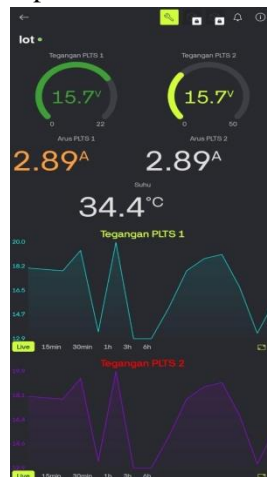 Iot
Tegangan PLTS 1
Tegangan PLTS 2
15.7V
15.7V
0 22
0 50
Arus PLTS 1
Arus PLTS 2
2.89A
2.89A
Suhu
34.4°C
Tegangan PLTS 1
20.0
18.2
16.5
14.7
12.9
Live 15min 30min 1h 3h 6h
Tegangan PLTS 2
Live 15min 30min 1h 3h 6h